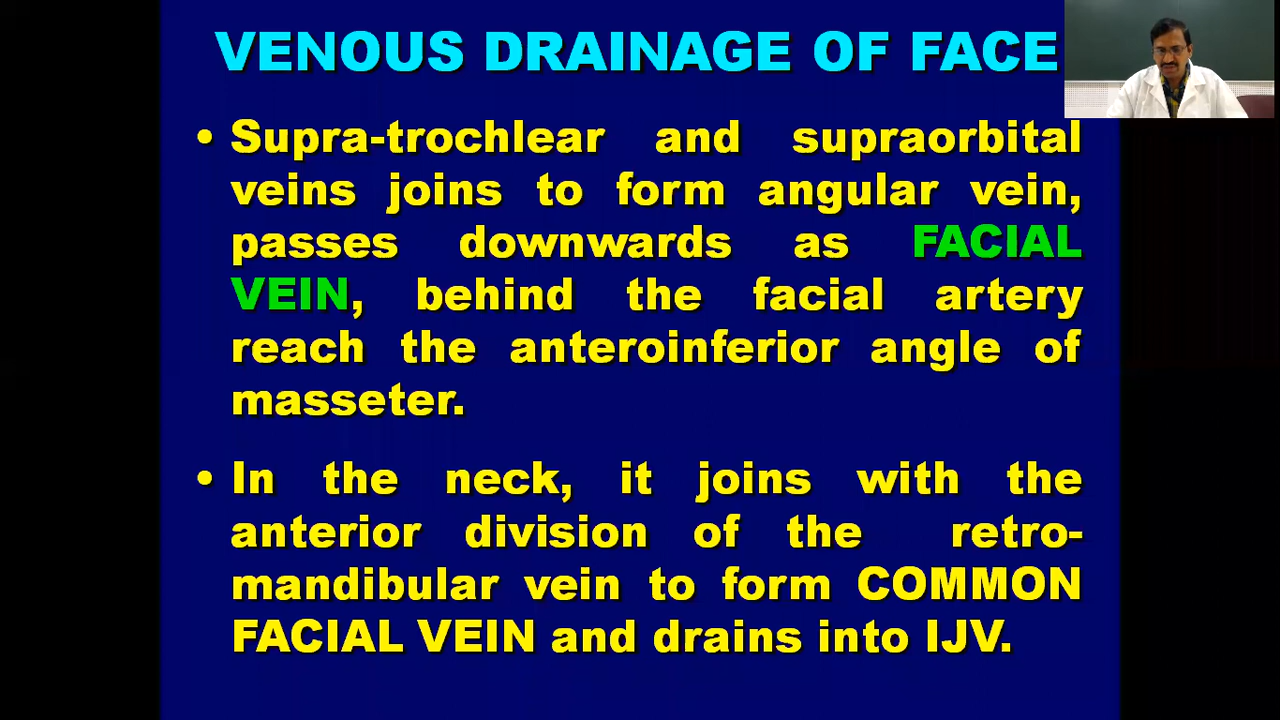 VENOUS DRAINAGE OF FACE
• Supra-trochlear and supraorbital
veins joins to form angular vein,
passes downwards as FACIAL
VEIN, behind the facial artery
reach the anteroinferior angle of
masseter.
• In the neck, it joins with the
anterior division of the retro-
mandibular vein to form COMMON
FACIAL VEIN and drains into IJV.